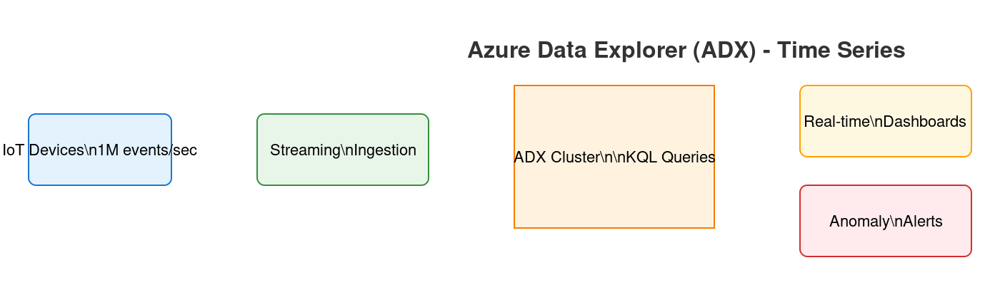 Azure Data Explorer (ADX) - Time Series
IoT Devices\n1M events/sec
Streaming\nIngestion
ADX Cluster\n\nKQL Queries
Real-time\nDashboards
Anomaly\nAlerts